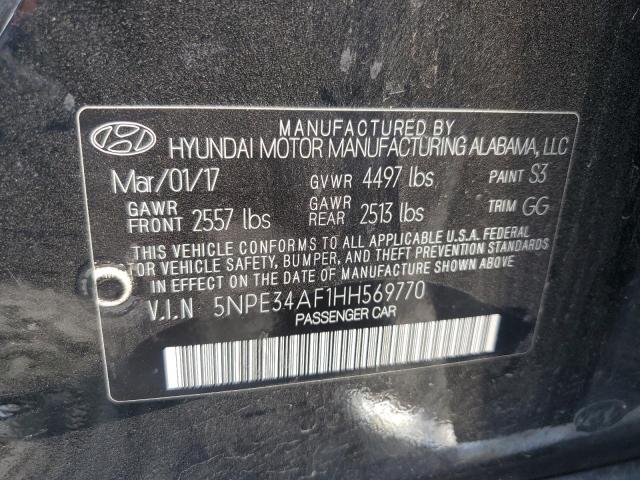 MANUFACTURED BY
HYUNDAI MOTOR MANUFACTURING ALABAMA, LLC
Mar/01/17 GVWR 4497 lbs PAINT S3
GAWR FRONT 2557 lbs GAWR REAR 2513 lbs TRIM GG
THIS VEHICLE CONFORMS TO ALL APPLICABLE U.S.A. FEDERAL
MOTOR VEHICLE SAFETY, BUMPER, AND THEFT PREVENTION STANDARDS
IN EFFECT ON THE DATE OF MANUFACTURE SHOWN ABOVE.
V.I.N 5NPE34AF1HH569770
PASSENGER CAR